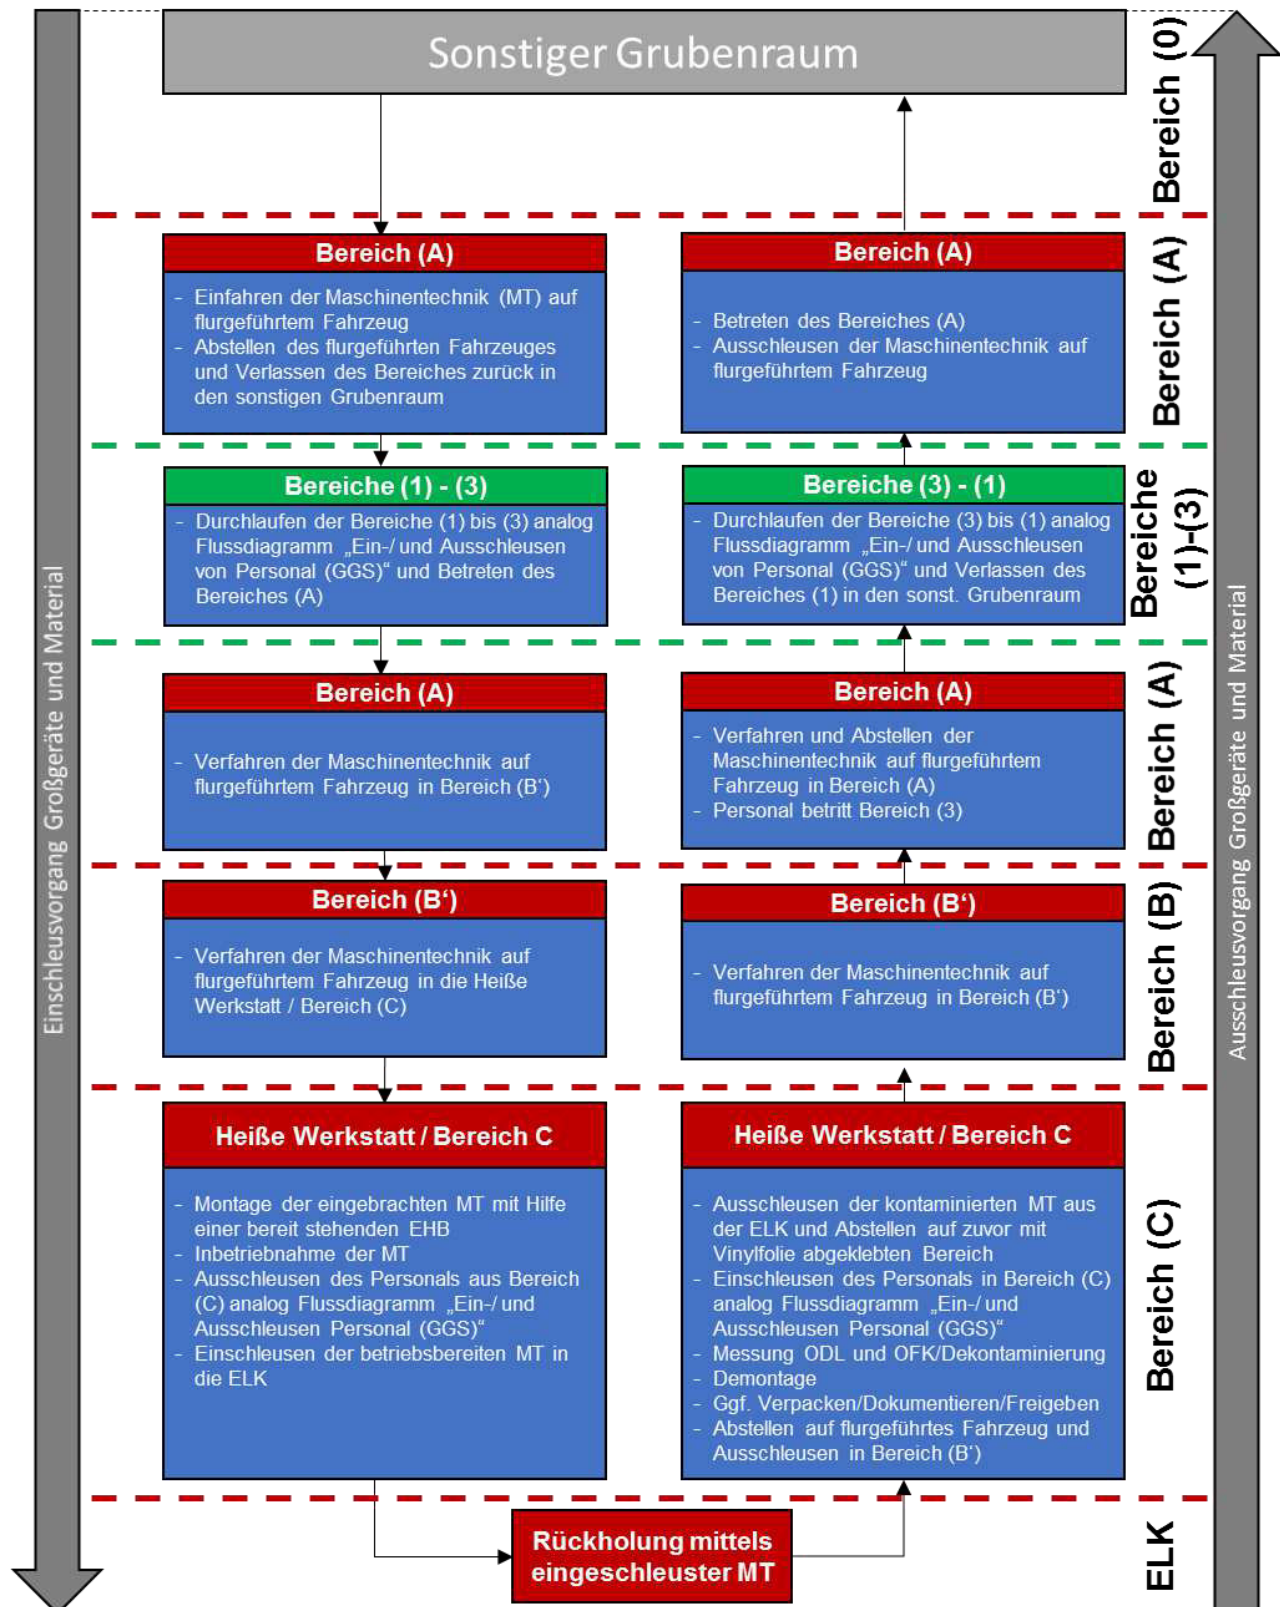 Sonstiger Grubenraum
Bereich (0)
Einschleusvorgang Großgeräte und Material
Bereich (A)
- Einfahren der Maschinentechnik (MT) auf
flurgeführtem Fahrzeug
- Abstellen des flurgeführten Fahrzeuges
und Verlassen des Bereiches zurück in
den sonstigen Grubenraum
Bereich (A)
- Betreten des Bereiches (A)
- Ausschleusen der Maschinentechnik auf
flurgeführtem Fahrzeug
Bereich (A)
Bereiche (1) - (3)
- Durchlaufen der Bereiche (1) bis (3) analog
Flussdiagramm „Ein-/ und Ausschleusen
von Personal (GGS)“ und Betreten des
Bereiches (A)
Bereiche (3) - (1)
- Durchlaufen der Bereiche (3) bis (1) analog
Flussdiagramm „Ein-/ und Ausschleusen
von Personal (GGS)“ und Verlassen des
Bereiches (1) in den sonst. Grubenraum
Bereiche
(1)-(3)
Bereich (A)
- Verfahren der Maschinentechnik auf
flurgeführtem Fahrzeug in Bereich (B‘)
Bereich (A)
- Verfahren und Abstellen der
Maschinentechnik auf flurgeführtem
Fahrzeug in Bereich (A)
- Personal betritt Bereich (3)
Bereich (A)
Bereich (B‘)
- Verfahren der Maschinentechnik auf
flurgeführtem Fahrzeug in die Heiße
Werkstatt / Bereich (C)
Bereich (B‘)
- Verfahren der Maschinentechnik auf
flurgeführtem Fahrzeug in Bereich (B‘)
Bereich (B)
Heiße Werkstatt / Bereich C
- Montage der eingebrachten MT mit Hilfe
einer bereit stehenden EHB
- Inbetriebnahme der MT
- Ausschleusen des Personals aus Bereich
(C) analog Flussdiagramm „Ein-/ und
Ausschleusen Personal (GGS)“
- Einschleusen der betriebsbereiten MT in
die ELK
Heiße Werkstatt / Bereich C
- Ausschleusen der kontaminierten MT aus
der ELK und Abstellen auf zuvor mit
Vinylfolie abgeklebten Bereich
- Einschleusen des Personals in Bereich (C)
analog Flussdiagramm „Ein-/ und
Ausschleusen Personal (GGS)“
- Messung ODL und OFK/Dekontaminierung
- Demontage
- Ggf. Verpacken/Dokumentieren/Freigeben
- Abstellen auf flurgeführtes Fahrzeug und
Ausschleusen in Bereich (B‘)
Bereich (C)
Rückholung mittels
eingeschleuster MT
ELK
Ausschleusvorgang Großgeräte und Material